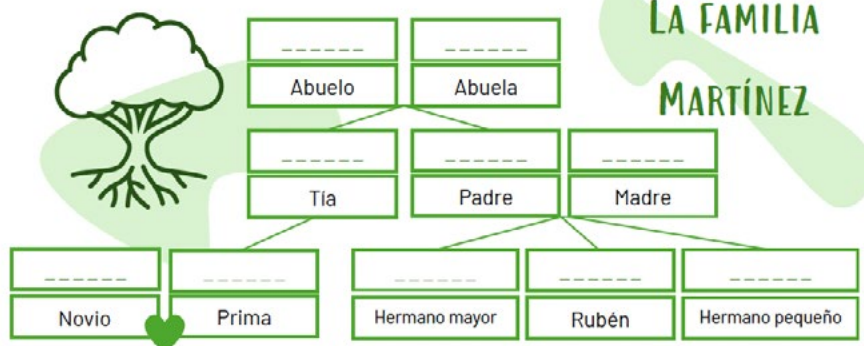 LA FAMILIA
MARTÍNEZ
______ ______
Abuelo Abuela
______ ______ ______
Tía Padre Madre
______ ______ ______ ______ ______
Novio Prima Hermano mayor Rubén Hermano pequeño